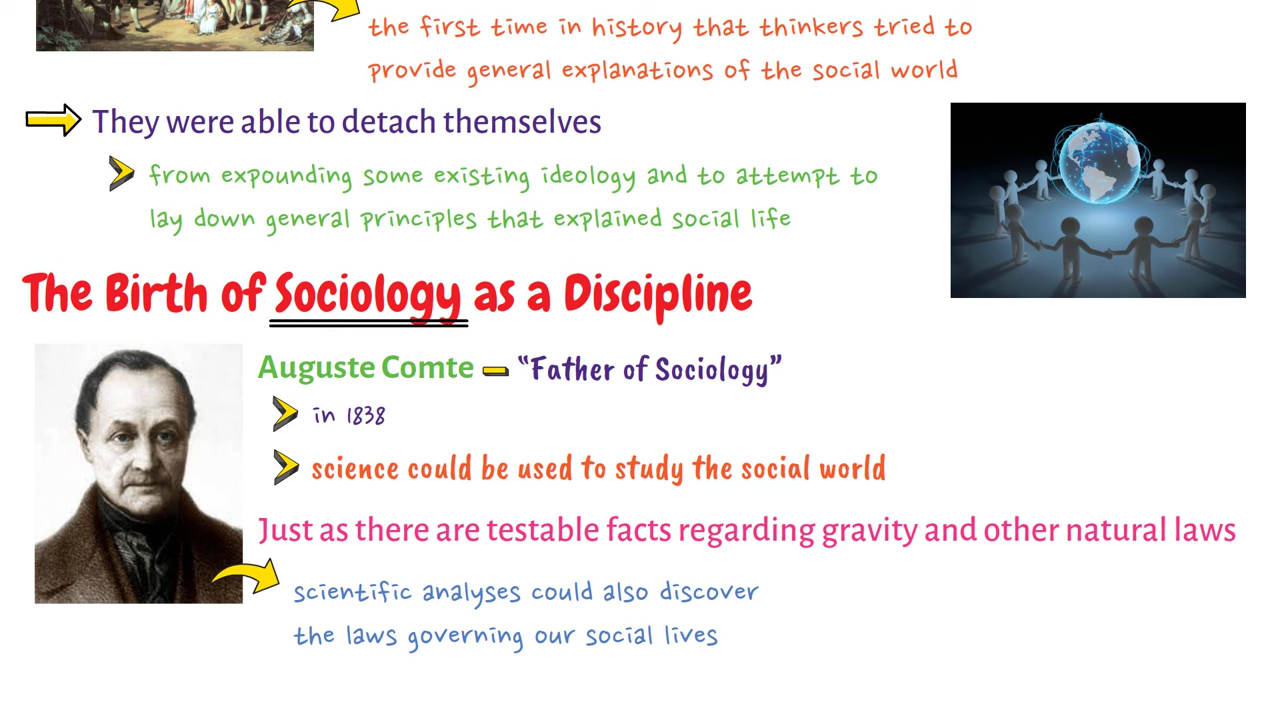 the first time in history that thinkers tried to
provide general explanations of the social world
They were able to detach themselves
from expounding some existing ideology and to attempt to
lay down general principles that explained social life
The Birth of Sociology as a Discipline
Auguste Comte – “Father of Sociology”
in 1838
science could be used to study the social world
Just as there are testable facts regarding gravity and other natural laws
scientific analyses could also discover
the laws governing our social lives